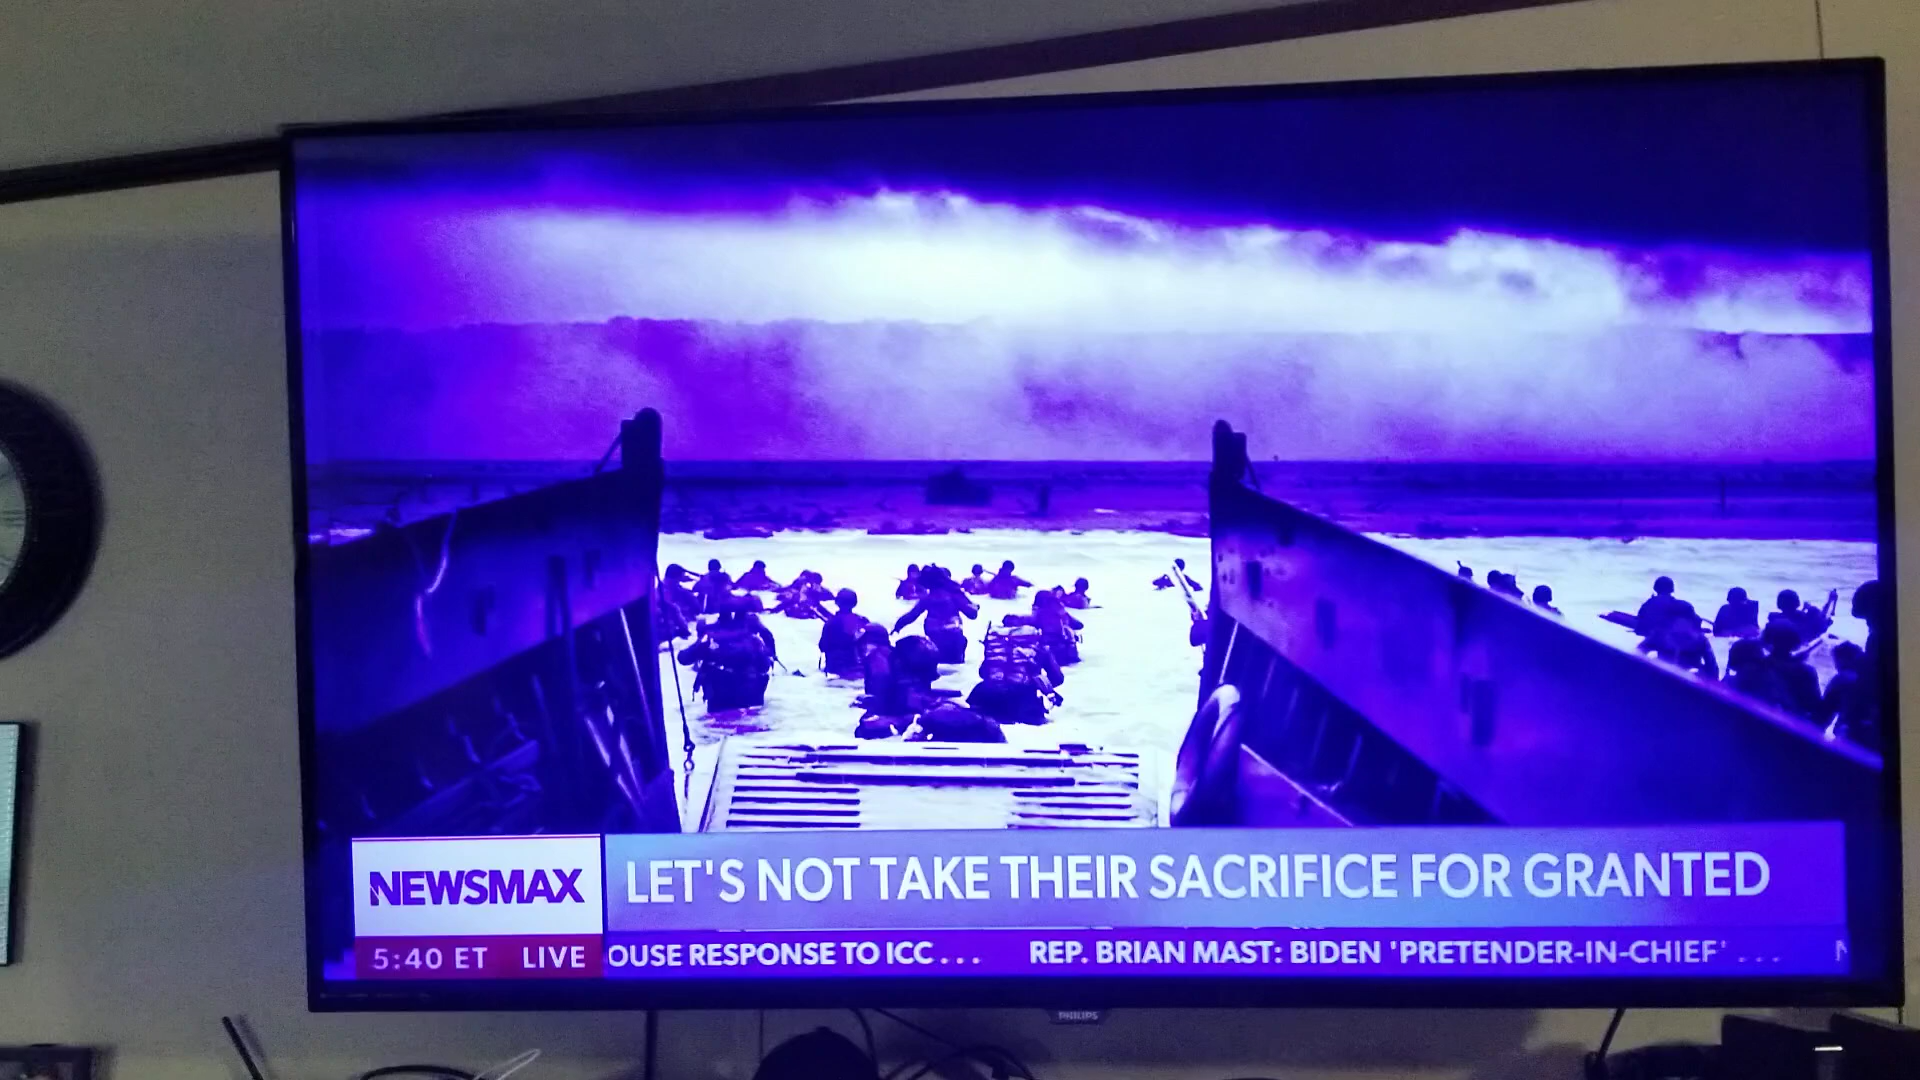 NEWSMAX
LET'S NOT TAKE THEIR SACRIFICE FOR GRANTED
5:40 ET LIVE
OUSE RESPONSE TO ICC... REP. BRIAN MAST: BIDEN 'PRETENDER-IN-CHIEF' ...
PHILIPS